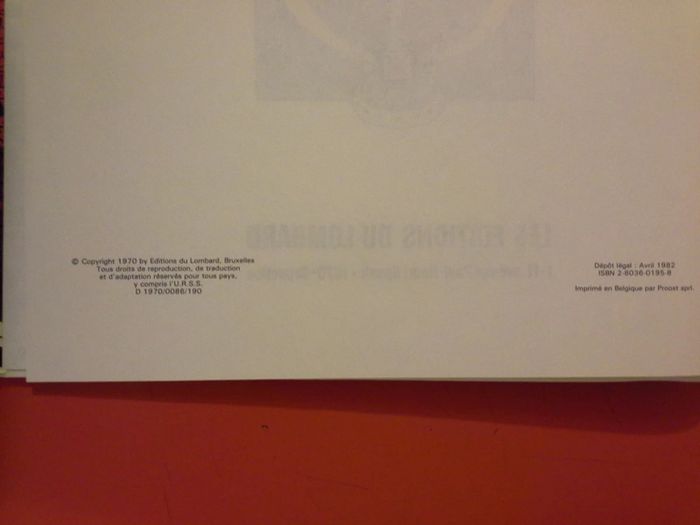 LES EDITIONS DU LOMBARD
© Copyright 1970 by Editions du Lombard, Bruxelles
Tous droits de reproduction, de traduction
et d'adaptation réservés pour tous pays,
y compris l'U.R.S.S.
D 1970/0086/190
Dépôt légal : Avril 1982
ISBN 2-8036-0195-8
Imprimé en Belgique par Proost sprl.